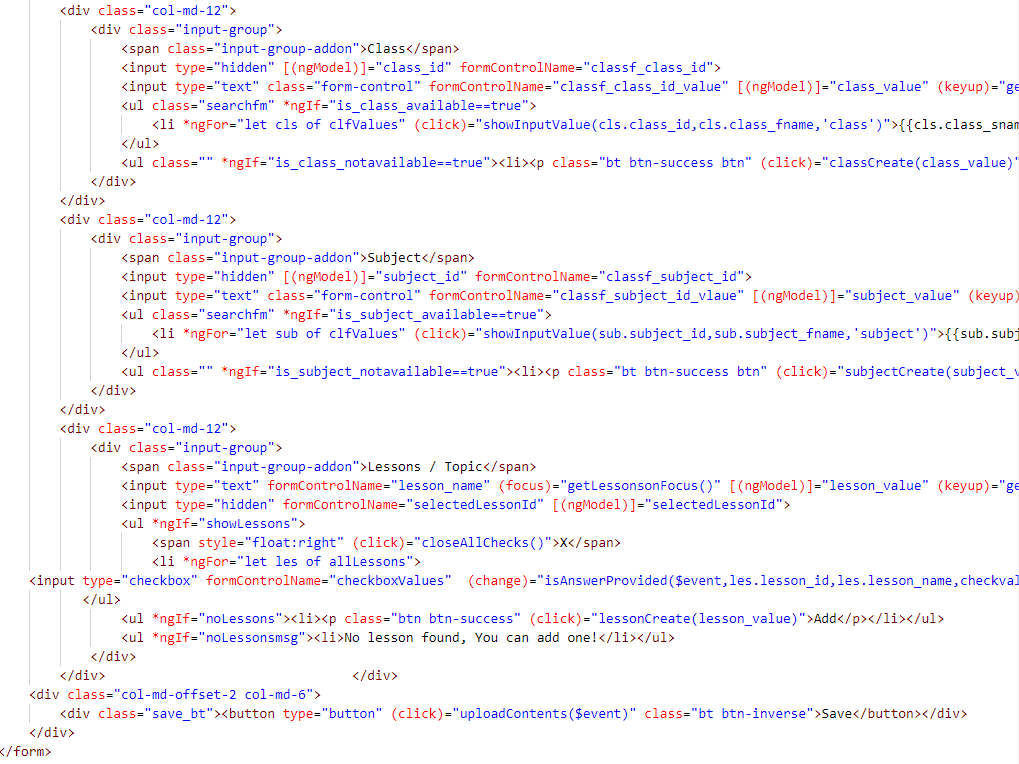 <div class="col-md-12">
<div class="input-group">
<span class="input-group-addon">Class</span>
<input type="hidden" [(ngModel)]="class_id" formControlName="classf_class_id">
<input type="text" class="form-control" formControlName="classf_class_id_value" [(ngModel)]="class_value" (keyup)="ge
<ul class="searchfm" *ngIf="is_class_available==true">
<li *ngFor="let cls of clfValues" (click)="showInputValue(cls.class_id,cls.class_fname,'class')">{{cls.class_snam
</ul>
<ul class="" *ngIf="is_class_notavailable==true"><li><p class="bt btn-success btn" (click)="classCreate(class_value)"
</div>
</div>
<div class="col-md-12">
<div class="input-group">
<span class="input-group-addon">Subject</span>
<input type="hidden" [(ngModel)]="subject_id" formControlName="classf_subject_id">
<input type="text" class="form-control" formControlName="classf_subject_id_vlaue" [(ngModel)]="subject_value" (keyup)
<ul class="searchfm" *ngIf="is_subject_available==true">
<li *ngFor="let sub of clfValues" (click)="showInputValue(sub.subject_id,sub.subject_fname,'subject')">{{sub.subj
</ul>
<ul class="" *ngIf="is_subject_notavailable==true"><li><p class="bt btn-success btn" (click)="subjectCreate(subject_v
</div>
</div>
<div class="col-md-12">
<div class="input-group">
<span class="input-group-addon">Lessons / Topic</span>
<input type="text" formControlName="lesson_name" (focus)="getLessonsonFocus()" [(ngModel)]="lesson_value" (keyup)="ge
<input type="hidden" formControlName="selectedLessonId" [(ngModel)]="selectedLessonId">
<ul *ngIf="showLessons">
<span style="float:right" (click)="closeAllChecks()">X</span>
<li *ngFor="let les of allLessons">
<input type="checkbox" formControlName="checkboxValues" (change)="isAnswerProvided($event,les.lesson_id,les.lesson_name,checkval
</ul>
<ul *ngIf="noLessons"><li><p class="btn btn-success" (click)="lessonCreate(lesson_value)">Add</p></li></ul>
<ul *ngIf="noLessonsmsg"><li>No lesson found, You can add one!</li></ul>
</div>
</div> </div>
<div class="col-md-offset-2 col-md-6">
<div class="save_bt"><button type="button" (click)="uploadContents($event)" class="bt btn-inverse">Save</button></div>
</div>
</form>